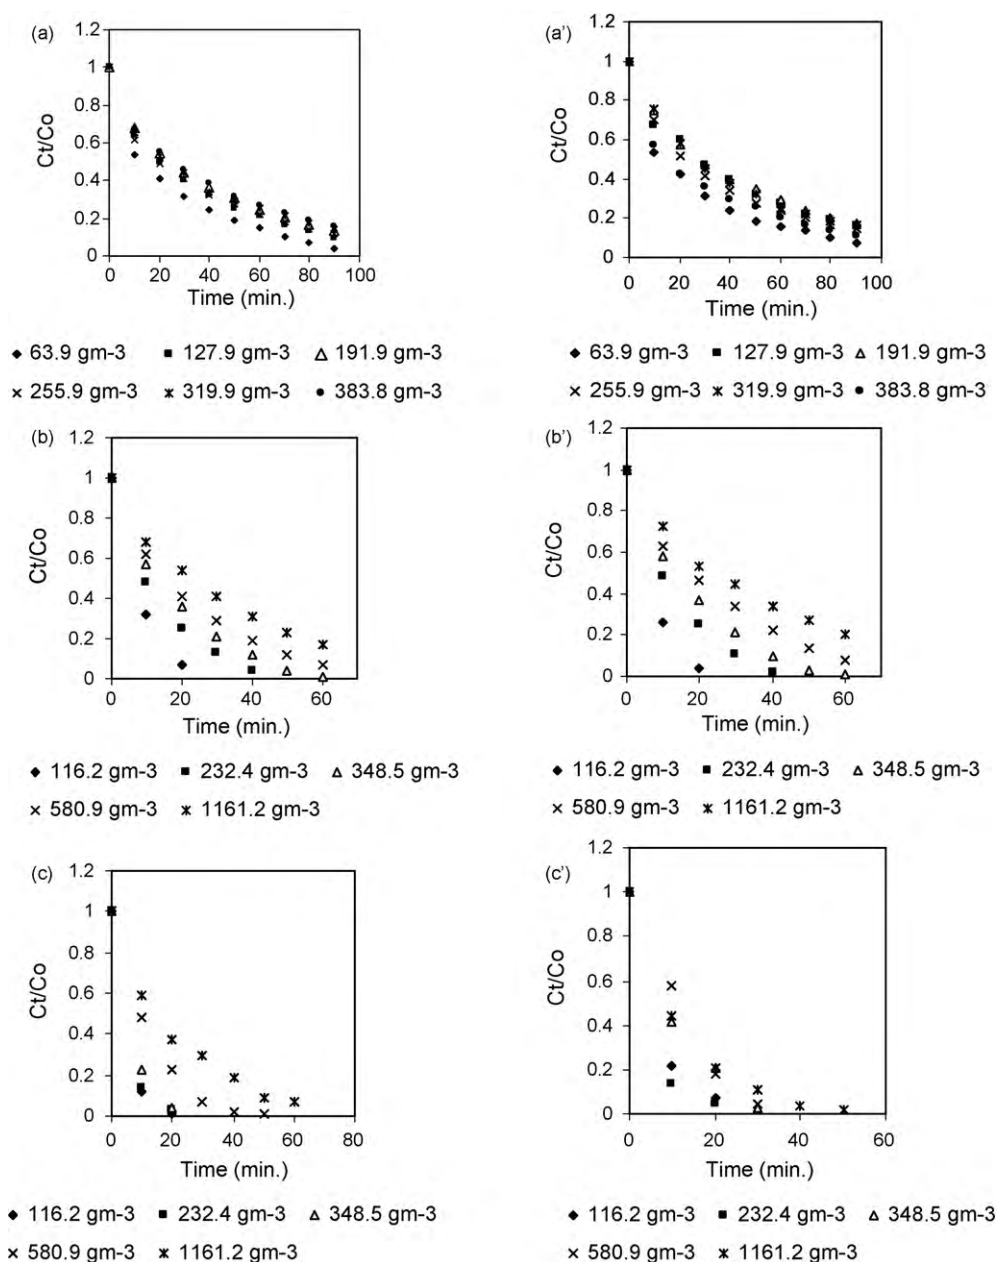 (a)
1.2
1
0.8
0.6
0.4
0.2
0
Ct/Co
0 20 40 60 80 100
Time (min.)
63.9 gm-3 127.9 gm-3 191.9 gm-3
255.9 gm-3 319.9 gm-3 383.8 gm-3
(a')
1.2
1
0.8
0.6
0.4
0.2
0
Ct/Co
0 20 40 60 80 100
Time (min.)
63.9 gm-3 127.9 gm-3 191.9 gm-3
255.9 gm-3 319.9 gm-3 383.8 gm-3
(b)
1.2
1
0.8
0.6
0.4
0.2
0
Ct/Co
0 20 40 60
Time (min.)
116.2 gm-3 232.4 gm-3 348.5 gm-3
580.9 gm-3 1161.2 gm-3
(b')
1.2
1
0.8
0.6
0.4
0.2
0
Ct/Co
0 20 40 60
Time (min.)
116.2 gm-3 232.4 gm-3 348.5 gm-3
580.9 gm-3 1161.2 gm-3
(c)
1.2
1
0.8
0.6
0.4
0.2
0
Ct/Co
0 20 40 60 80
Time (min.)
116.2 gm-3 232.4 gm-3 348.5 gm-3
580.9 gm-3 1161.2 gm-3
(c')
1.2
1
0.8
0.6
0.4
0.2
0
Ct/Co
0 20 40 60
Time (min.)
116.2 gm-3 232.4 gm-3 348.5 gm-3
580.9 gm-3 1161.2 gm-3